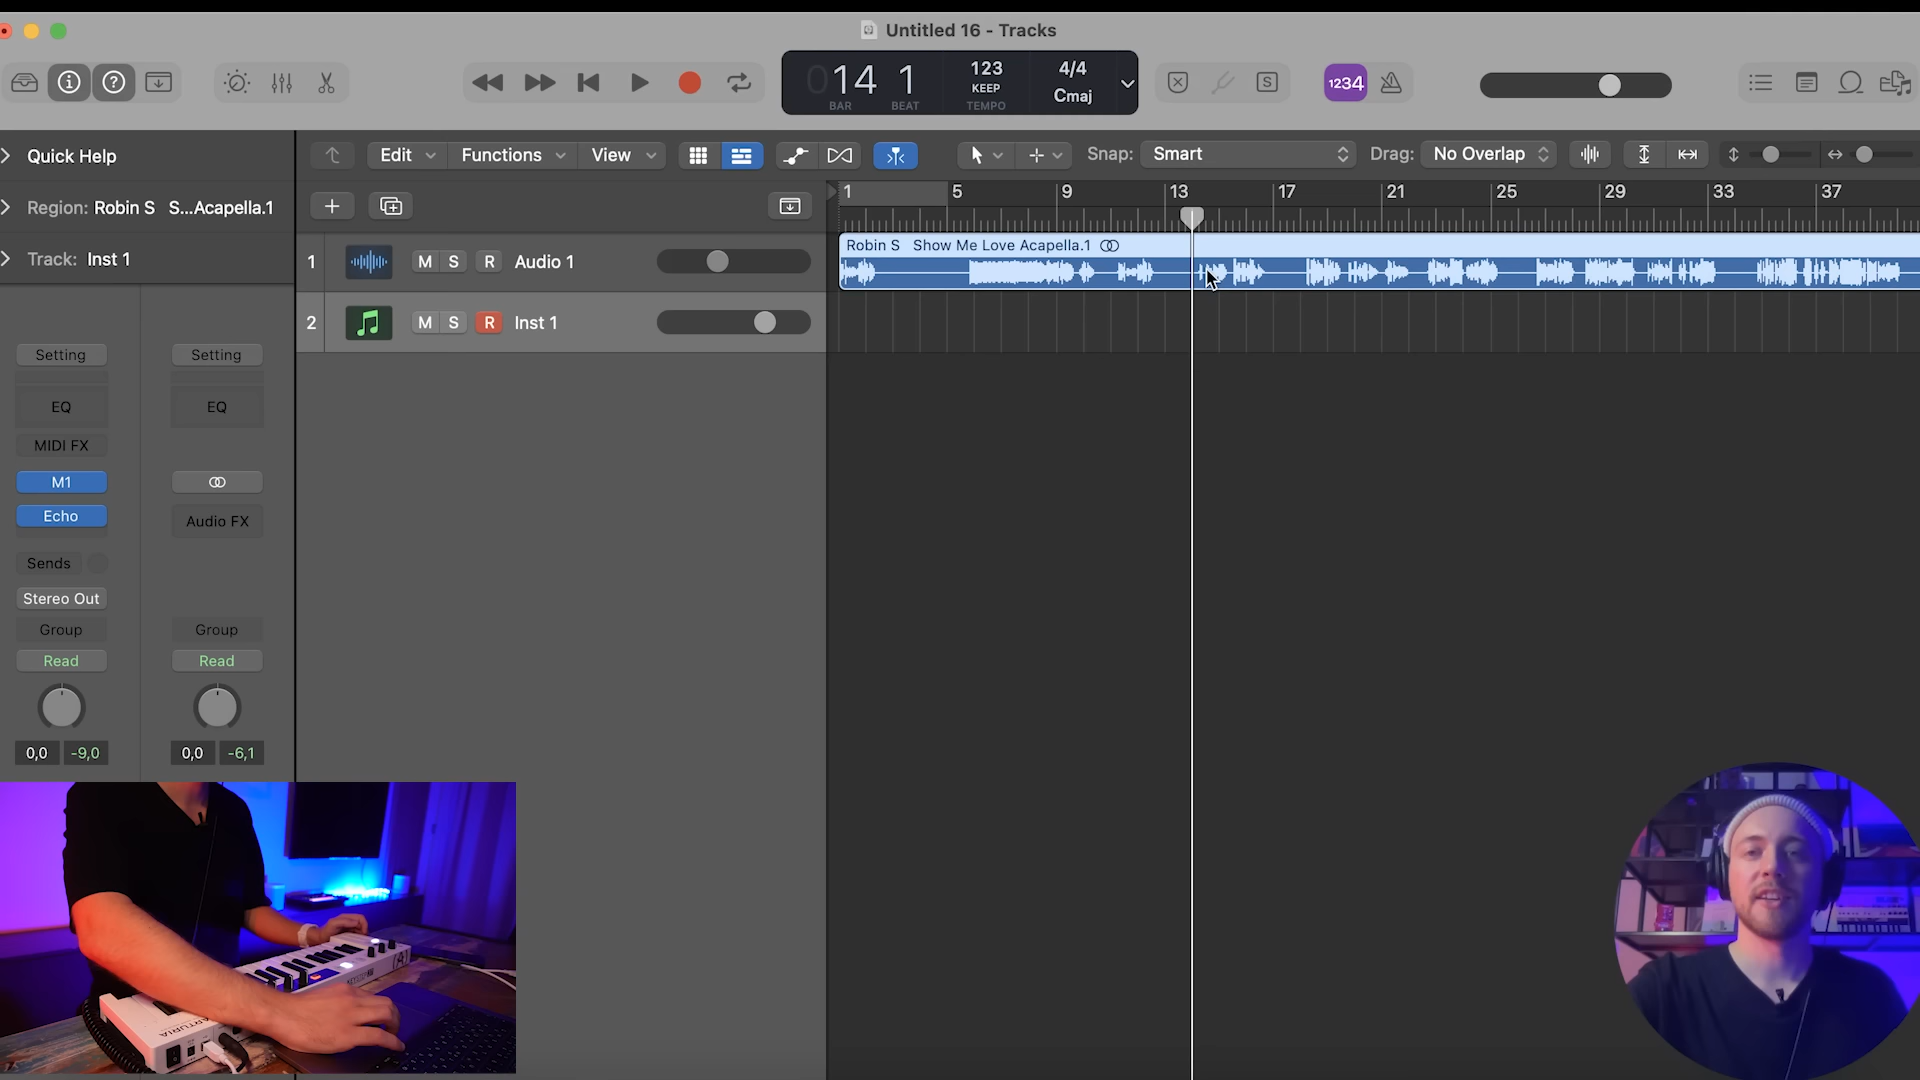 Untitled 16 - Tracks
014 1
BAR BEAT
123
KEEP
TEMPO
4/4
Cmaj
S
1234
Quick Help
Edit
Functions
View
Snap: Smart
Drag: No Overlap
Region: Robin S S...Acapella.1
1 5 9 13 17 21 25 29 33 37
Track: Inst 1
1 M S R Audio 1
Robin S Show Me Love Acapella.1
2 M S R Inst 1
Setting Setting
EQ EQ
MIDI FX
M1
Echo Audio FX
Sends
Stereo Out
Group Group
Read Read
0,0 -9,0 0,0 -6,1
ARTURIA